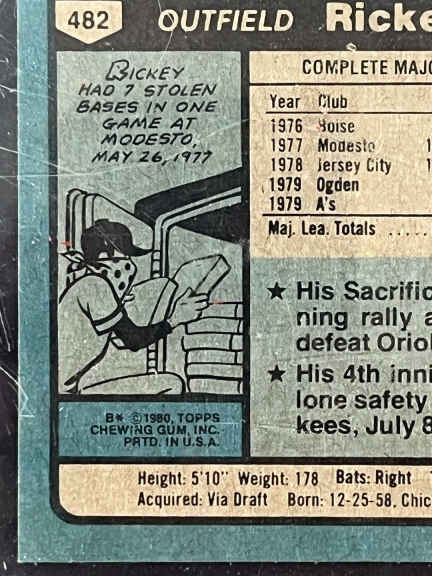 482 OUTFIELD Ricke
RICKEY
HAD 7 STOLEN
BASES IN ONE
GAME AT
MODESTO,
MAY 26, 1977
COMPLETE MAJO
Year Club
1976 Boise
1977 Modesto 1
1978 Jersey City 1
1979 Ogden
1979 A's
Maj. Lea. Totals .....
★ His Sacrific
ning rally a
defeat Oriol
★ His 4th inni
lone safety
kees, July 8
B* © 1980, TOPPS
CHEWING GUM, INC.
PRTD. IN U.S.A.
Height: 5'10" Weight: 178 Bats: Right
Acquired: Via Draft Born: 12-25-58, Chic